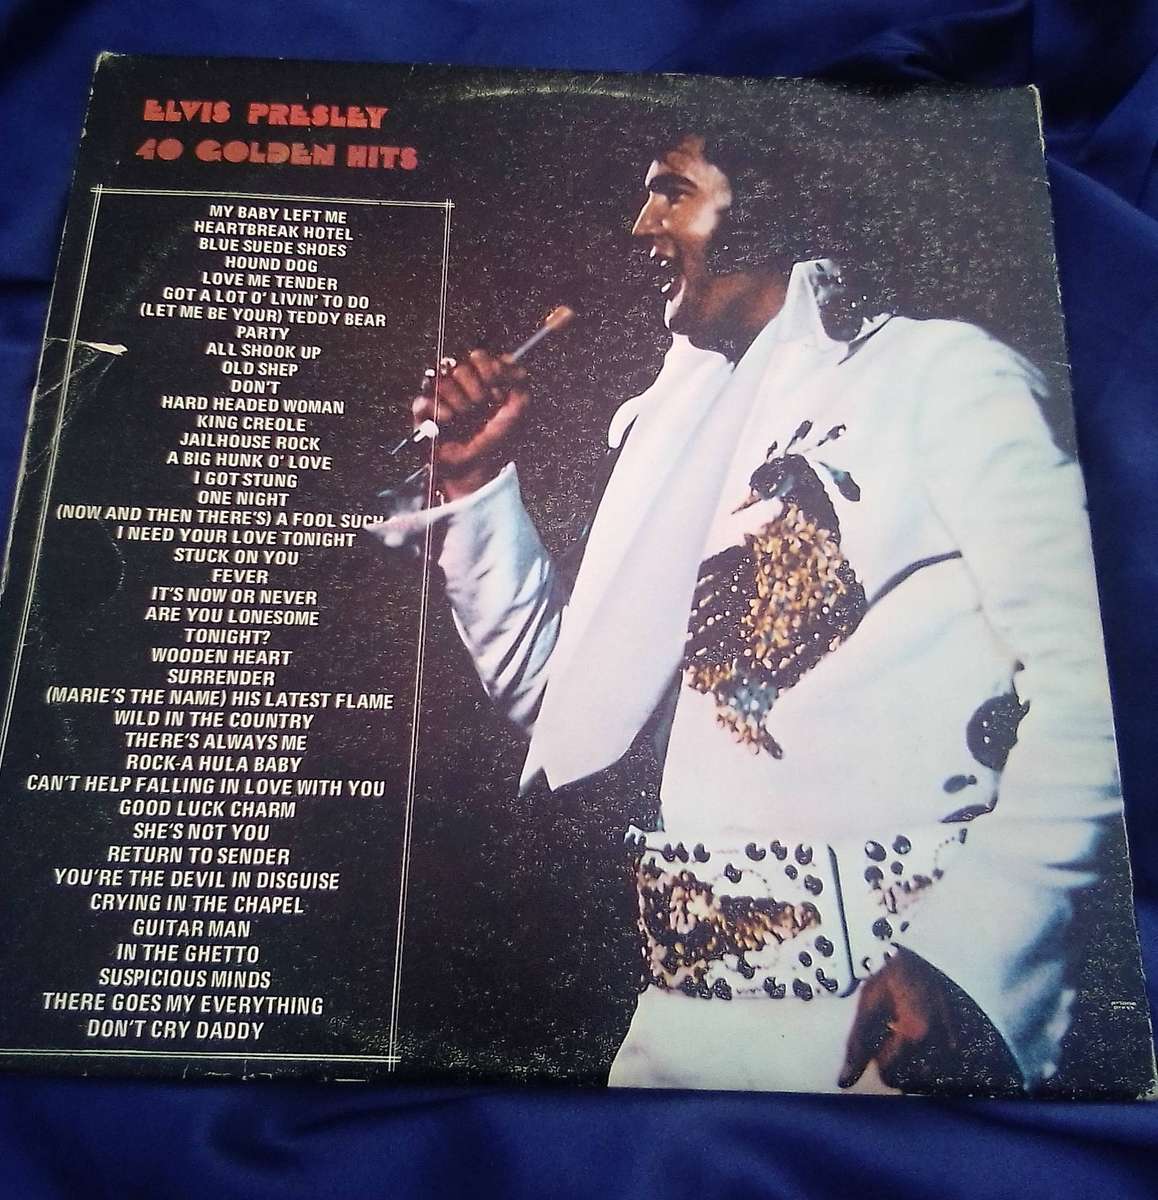 ELVIS PRESLEY
40 GOLDEN HITS
MY BABY LEFT ME
HEARTBREAK HOTEL
BLUE SUEDE SHOES
HOUND DOG
LOVE ME TENDER
GOT A LOT O' LIVIN' TO DO
(LET ME BE YOUR) TEDDY BEAR
PARTY
ALL SHOOK UP
OLD SHEP
DON'T
HARD HEADED WOMAN
KING CREOLE
JAILHOUSE ROCK
A BIG HUNK O' LOVE
I GOT STUNG
ONE NIGHT
(NOW AND THEN THERE'S) A FOOL SUCH
I NEED YOUR LOVE TONIGHT
STUCK ON YOU
FEVER
IT'S NOW OR NEVER
ARE YOU LONESOME
TONIGHT?
WOODEN HEART
SURRENDER
(MARIE'S THE NAME) HIS LATEST FLAME
WILD IN THE COUNTRY
THERE'S ALWAYS ME
ROCK-A HULA BABY
CAN'T HELP FALLING IN LOVE WITH YOU
GOOD LUCK CHARM
SHE'S NOT YOU
RETURN TO SENDER
YOU'RE THE DEVIL IN DISGUISE
CRYING IN THE CHAPEL
GUITAR MAN
IN THE GHETTO
SUSPICIOUS MINDS
THERE GOES MY EVERYTHING
DON'T CRY DADDY